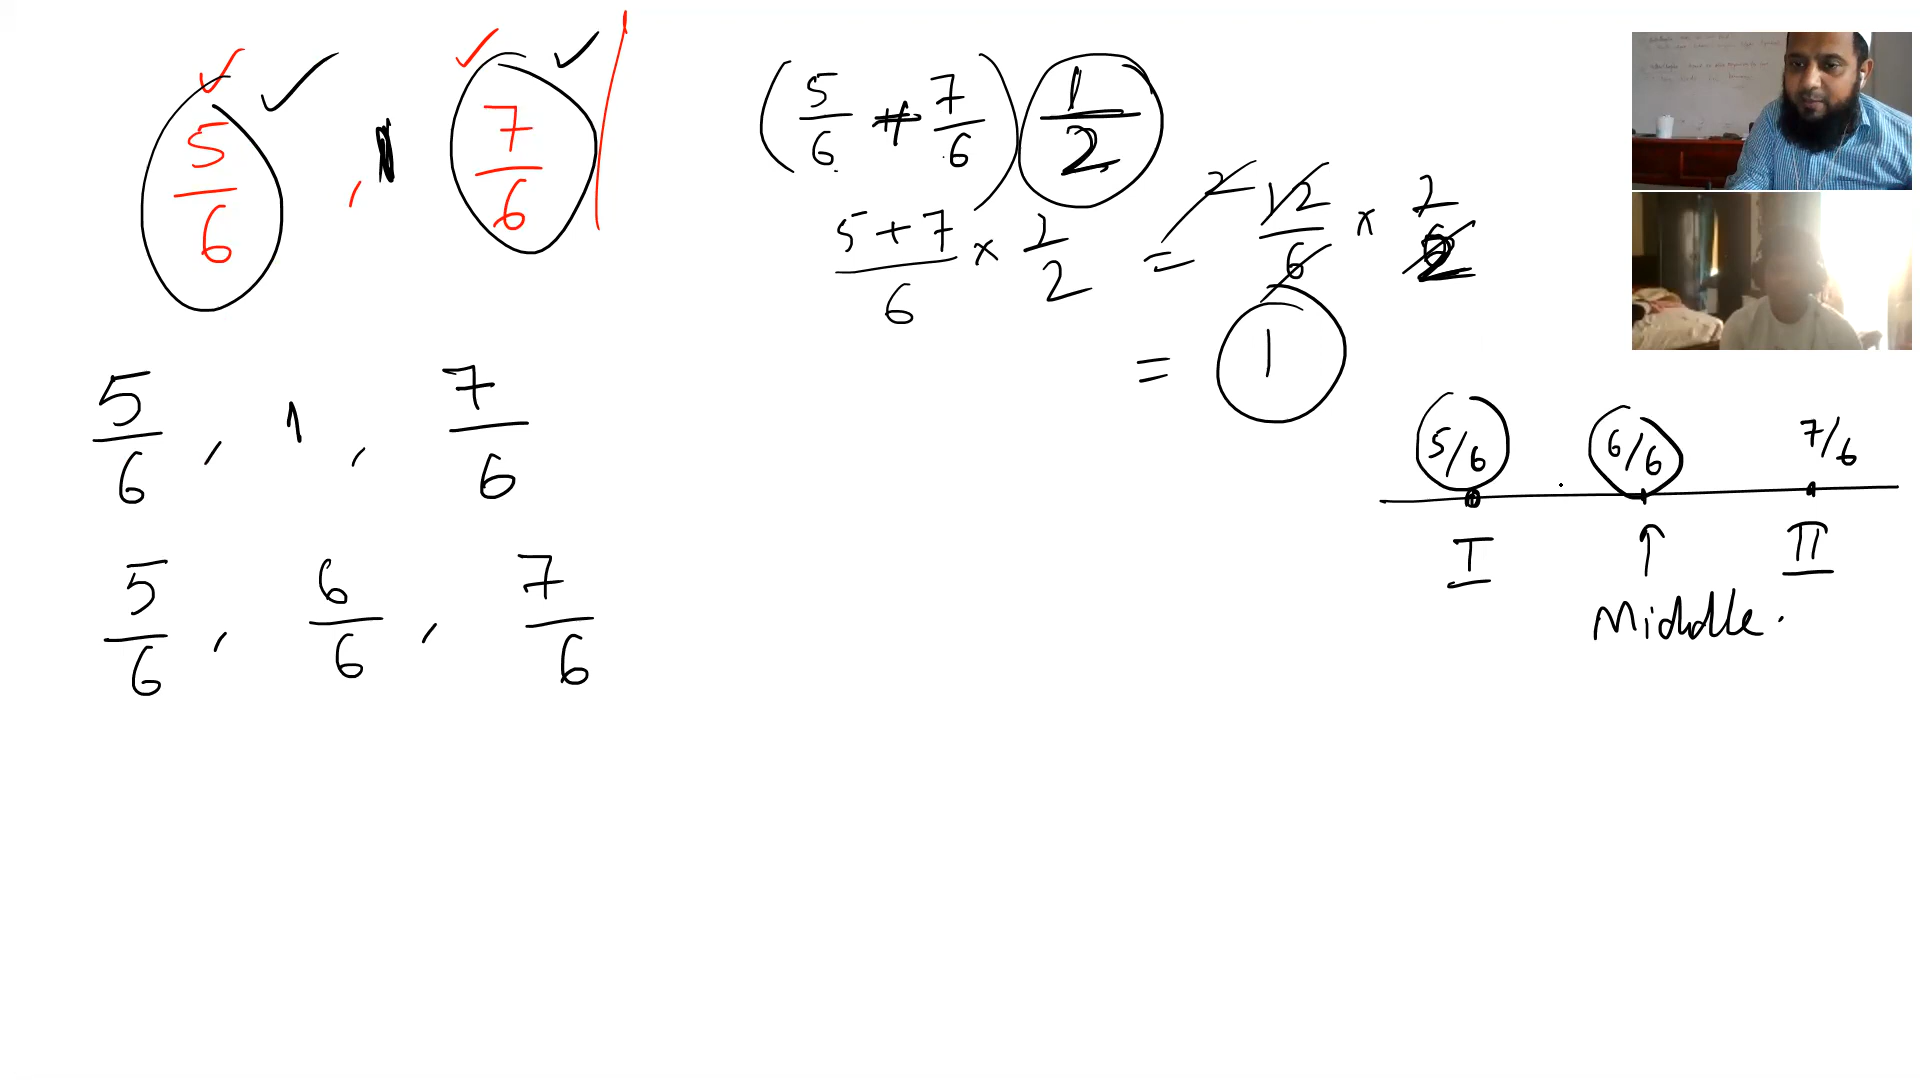 5/6 , 1 7/6
(5/6 + 7/6) 1/2
(5+7)/6 × 1/2 = 2 12/6 × 1/2
= 1
5/6 , 1 , 7/6
5/6 , 6/6 , 7/6
5/6 6/6 7/6
I ↑ II
Middle.